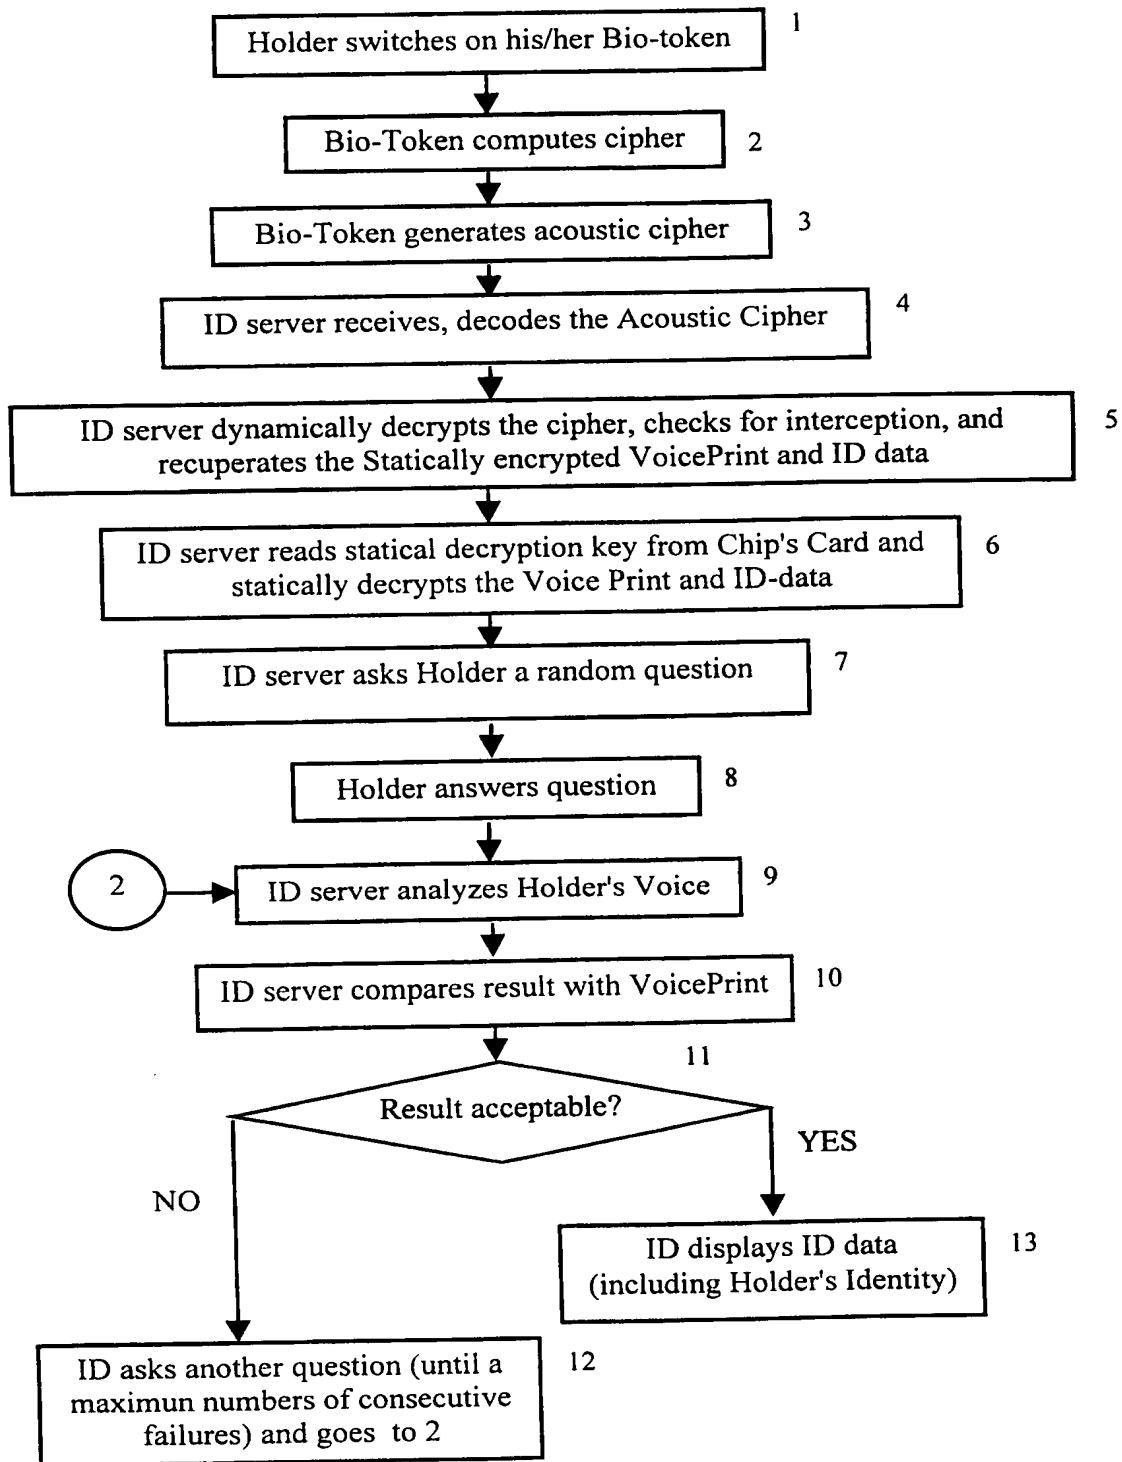 Holder switches on his/her Bio-token
1
Bio-Token computes cipher
2
Bio-Token generates acoustic cipher
3
ID server receives, decodes the Acoustic Cipher
4
ID server dynamically decrypts the cipher, checks for interception, and
recuperates the Statically encrypted VoicePrint and ID data
5
ID server reads statical decryption key from Chip's Card and
statically decrypts the Voice Print and ID-data
6
ID server asks Holder a random question
7
Holder answers question
8
2
ID server analyzes Holder's Voice
9
ID server compares result with VoicePrint
10
11
Result acceptable?
YES
NO
ID displays ID data
(including Holder's Identity)
13
ID asks another question (until a
maximun numbers of consecutive
failures) and goes to 2
12